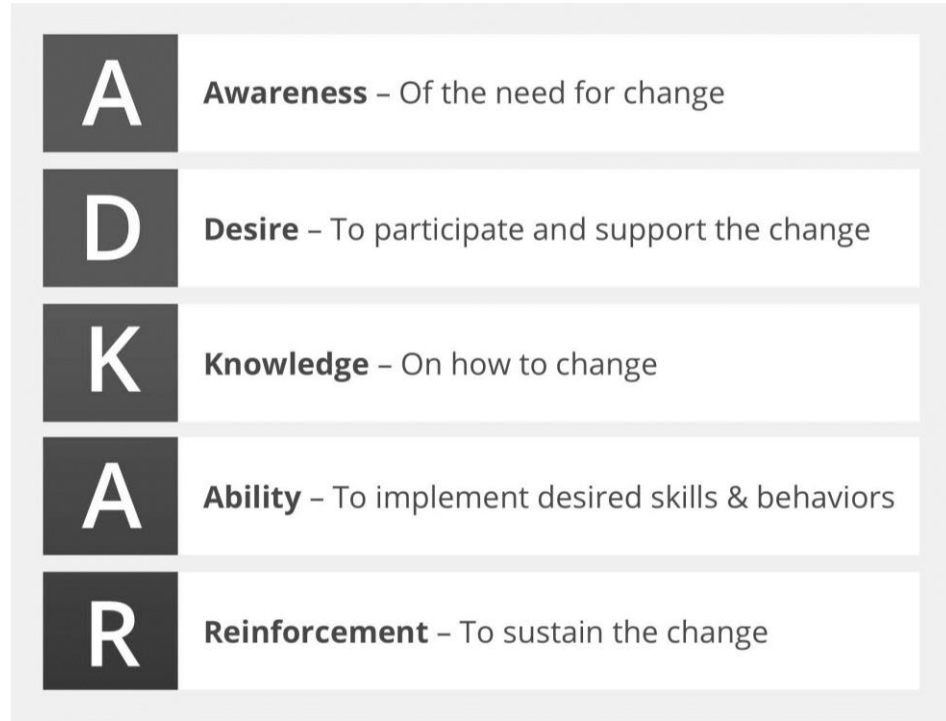 A
Awareness – Of the need for change
D
Desire – To participate and support the change
K
Knowledge – On how to change
A
Ability – To implement desired skills & behaviors
R
Reinforcement – To sustain the change